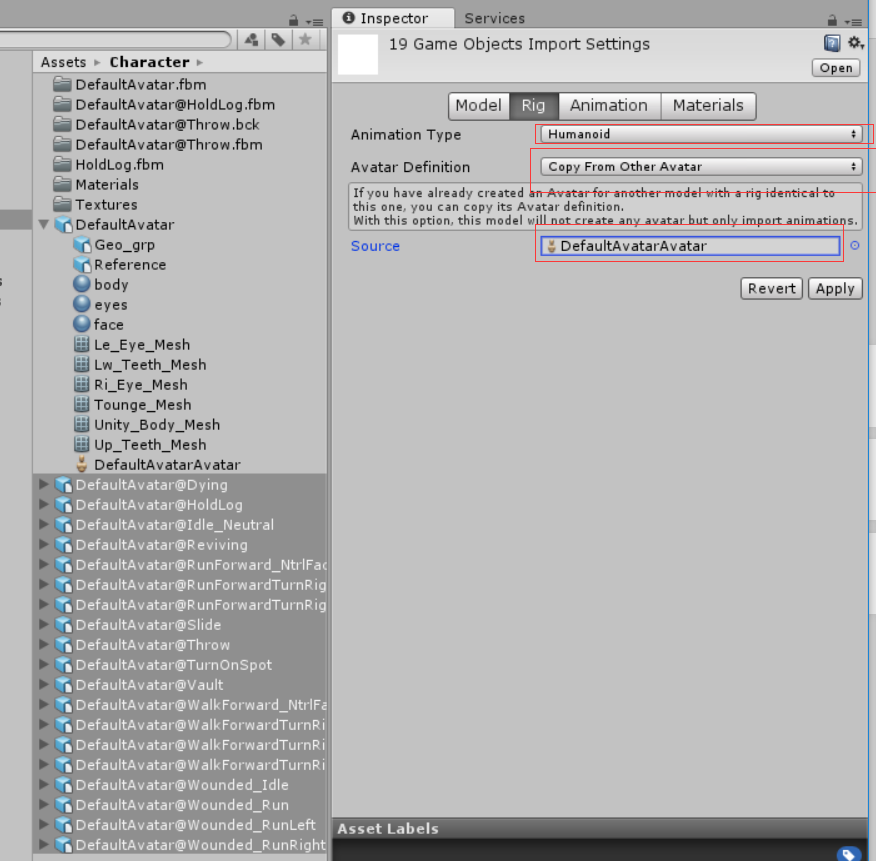 Assets ▸ Character ▸
DefaultAvatar.fbm
DefaultAvatar@HoldLog.fbm
DefaultAvatar@Throw.bck
DefaultAvatar@Throw.fbm
HoldLog.fbm
Materials
Textures
DefaultAvatar
Geo_grp
Reference
body
eyes
face
Le_Eye_Mesh
Lw_Teeth_Mesh
Ri_Eye_Mesh
Tounge_Mesh
Unity_Body_Mesh
Up_Teeth_Mesh
DefaultAvatarAvatar
DefaultAvatar@Dying
DefaultAvatar@HoldLog
DefaultAvatar@Idle_Neutral
DefaultAvatar@Reviving
DefaultAvatar@RunForward_NtrlFac
DefaultAvatar@RunForwardTurnRig
DefaultAvatar@RunForwardTurnRig
DefaultAvatar@Slide
DefaultAvatar@Throw
DefaultAvatar@TurnOnSpot
DefaultAvatar@Vault
DefaultAvatar@WalkForward_NtrlFa
DefaultAvatar@WalkForwardTurnRi
DefaultAvatar@WalkForwardTurnRi
DefaultAvatar@WalkForwardTurnRi
DefaultAvatar@Wounded_Idle
DefaultAvatar@Wounded_Run
DefaultAvatar@Wounded_RunLeft
DefaultAvatar@Wounded_RunRight
Inspector Services
19 Game Objects Import Settings
Open
Model Rig Animation Materials
Animation Type Humanoid
Avatar Definition Copy From Other Avatar
If you have already created an Avatar for another model with a rig identical to
this one, you can copy its Avatar definition.
With this option, this model will not create any avatar but only import animations.
Source DefaultAvatarAvatar
Revert Apply
Asset Labels